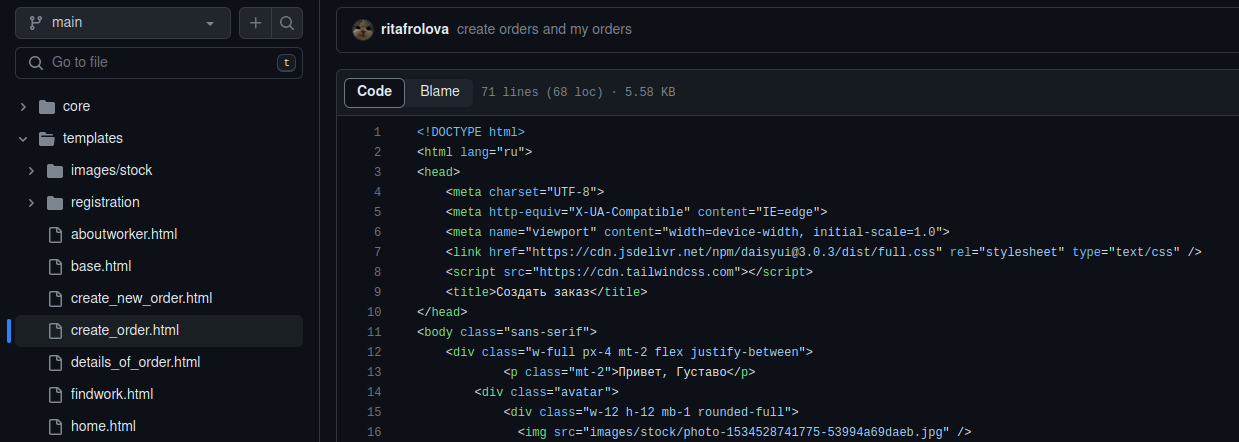 main
Go to file
t
core
templates
images/stock
registration
aboutworker.html
base.html
create_new_order.html
create_order.html
details_of_order.html
findwork.html
home.html
ritafrolova create orders and my orders
Code Blame 71 lines (68 loc) · 5.58 KB
1 <!DOCTYPE html>
2 <html lang="ru">
3 <head>
4 <meta charset="UTF-8">
5 <meta http-equiv="X-UA-Compatible" content="IE=edge">
6 <meta name="viewport" content="width=device-width, initial-scale=1.0">
7 <link href="https://cdn.jsdelivr.net/npm/daisyui@3.0.3/dist/full.css" rel="stylesheet" type="text/css" />
8 <script src="https://cdn.tailwindcss.com"></script>
9 <title>Создать заказ</title>
10 </head>
11 <body class="sans-serif">
12 <div class="w-full px-4 mt-2 flex justify-between">
13 <p class="mt-2">Привет, Густаво</p>
14 <div class="avatar">
15 <div class="w-12 h-12 mb-1 rounded-full">
16 <img src="images/stock/photo-1534528741775-53994a69daeb.jpg" />